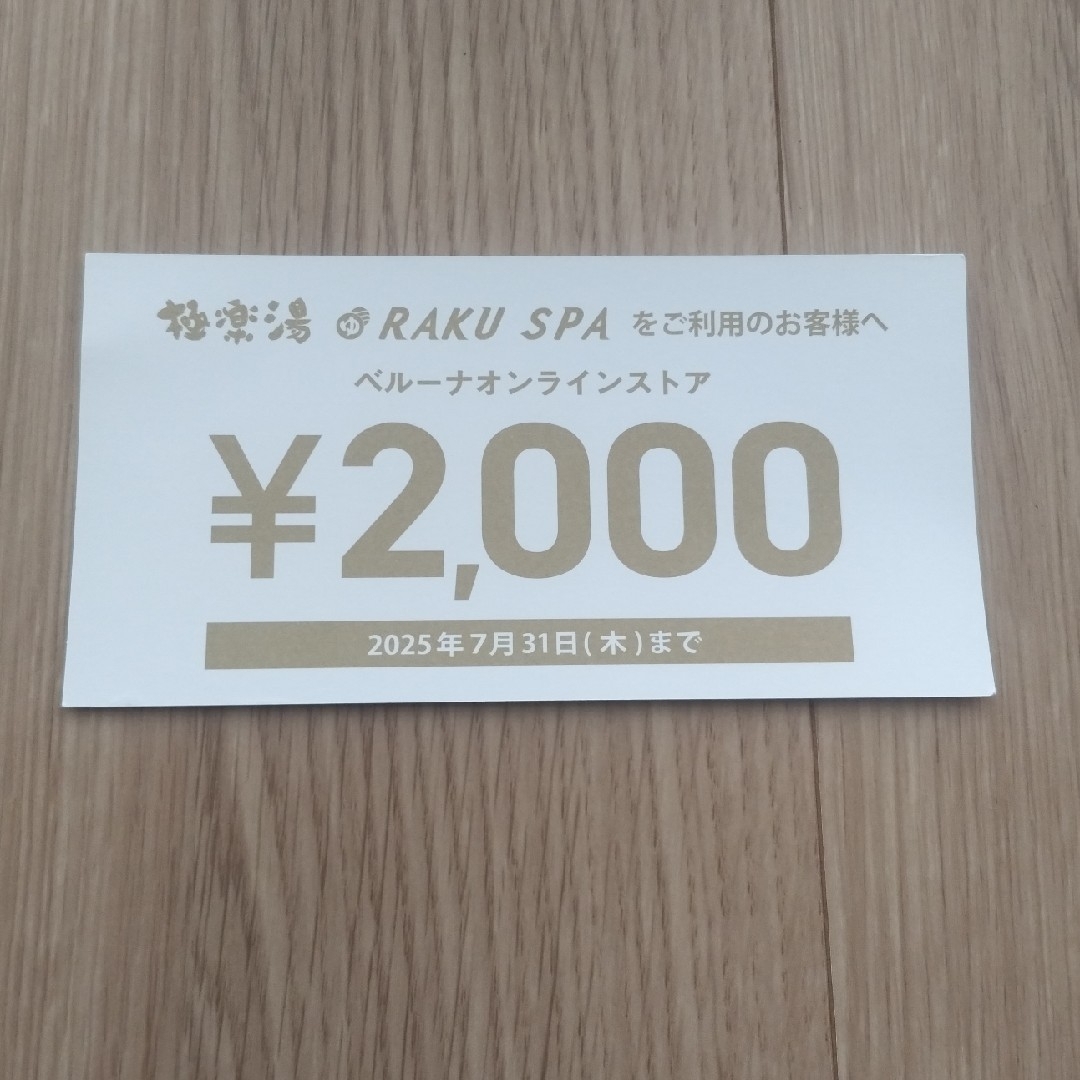 極楽湯 ゆ RAKU SPA をご利用のお客様へ
ベルーナオンラインストア
¥2,000
2025年7月31日(木)まで